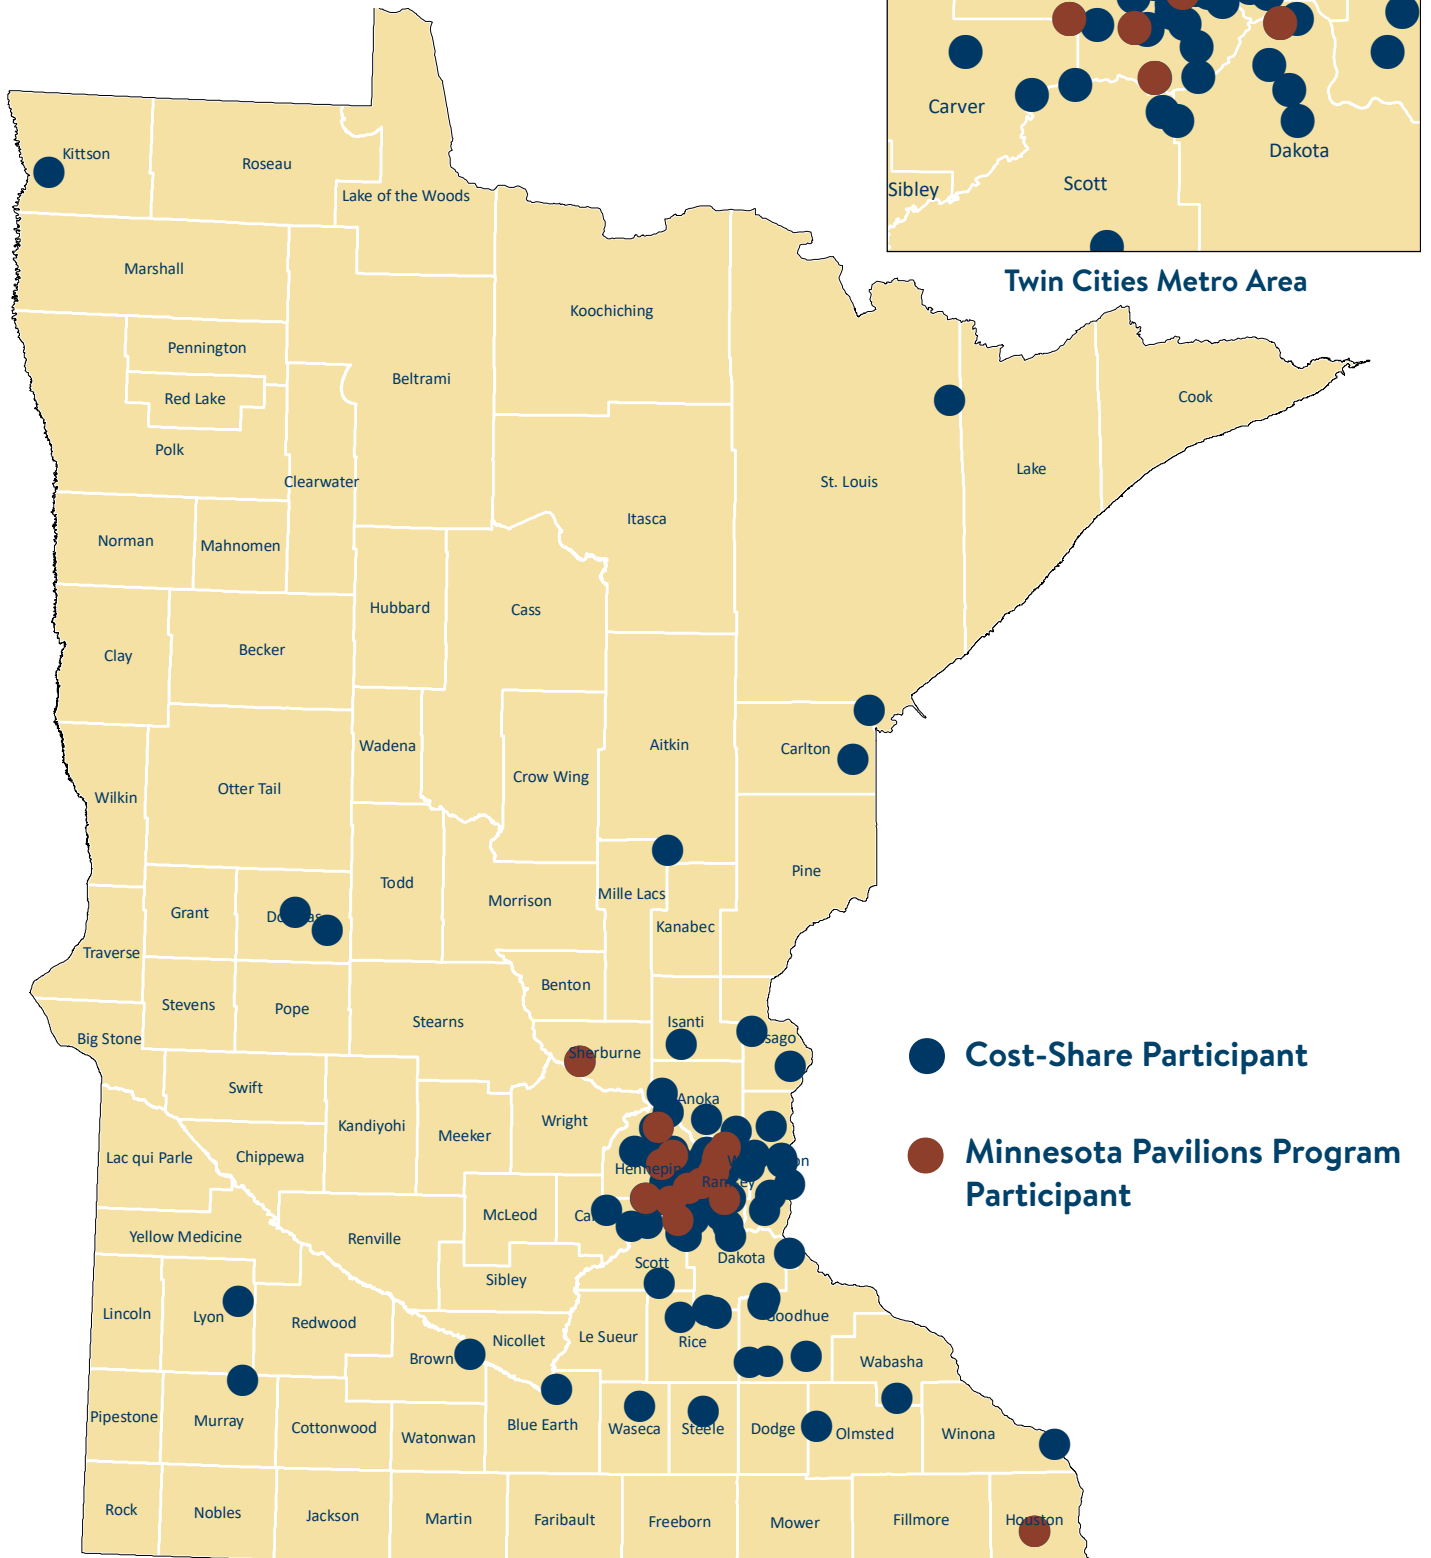 Carver
Dakota
Scott
Sibley
Twin Cities Metro Area
Kittson
Roseau
Lake of the Woods
Marshall
Koochiching
Pennington
Beltrami
Red Lake
Cook
Polk
Lake
Clearwater
St. Louis
Itasca
Norman
Mahnomen
Hubbard
Cass
Clay
Becker
Wadena
Aitkin
Carlton
Crow Wing
Otter Tail
Wilkin
Pine
Todd
Mille Lacs
Morrison
Grant
Kanabec
Traverse
Benton
Stevens
Pope
Stearns
Isanti
Big Stone
sago
Sherburne
Cost-Share Participant
Swift
Anoka
Wright
Kandiyohi
Meeker
Lac qui Parle
Chippewa
Hennepin
Minnesota Pavilions Program
Participant
McLeod
Yellow Medicine
Renville
Dakota
Scott
Sibley
Lincoln
Lyon
Redwood
Goodhue
Nicollet
Le Sueur
Rice
Brown
Wabasha
Pipestone
Murray
Cottonwood
Blue Earth
Waseca
Steele
Dodge
Olmsted
Winona
Watonwan
Rock
Nobles
Jackson
Martin
Faribault
Freeborn
Mower
Fillmore
Houston